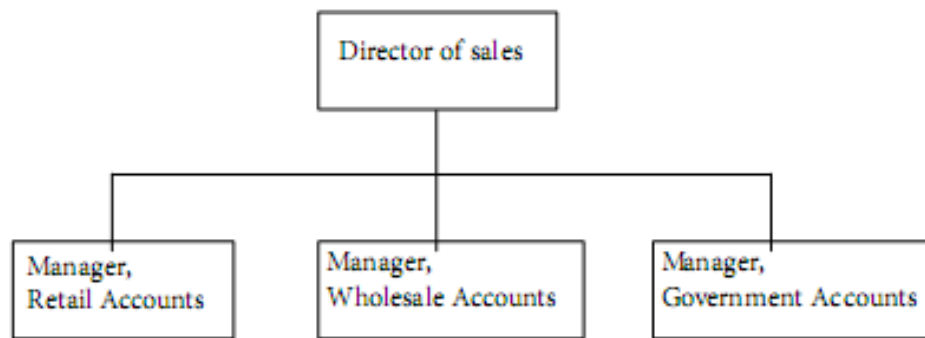 Director of sales
Manager,
Retail Accounts
Manager,
Wholesale Accounts
Manager,
Government Accounts